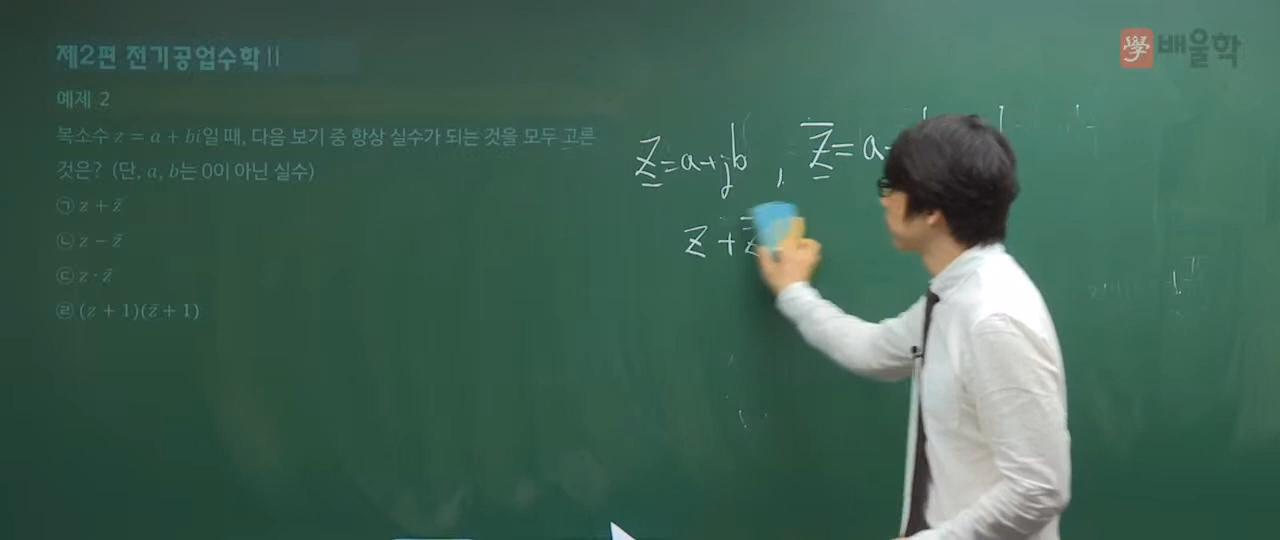 제2편 전기공업수학 II
學 배울학
예제 2
복소수 z = a + bi일 때, 다음 보기 중 항상 실수가 되는 것을 모두 고른
것은? (단, a, b는 0이 아닌 실수)
㉠ z + z̄
㉡ z − z̄
㉢ z · z̄
㉣ (z + 1)(z̄ + 1)
Z = a+jb , Z̄ = a-
z + z̄